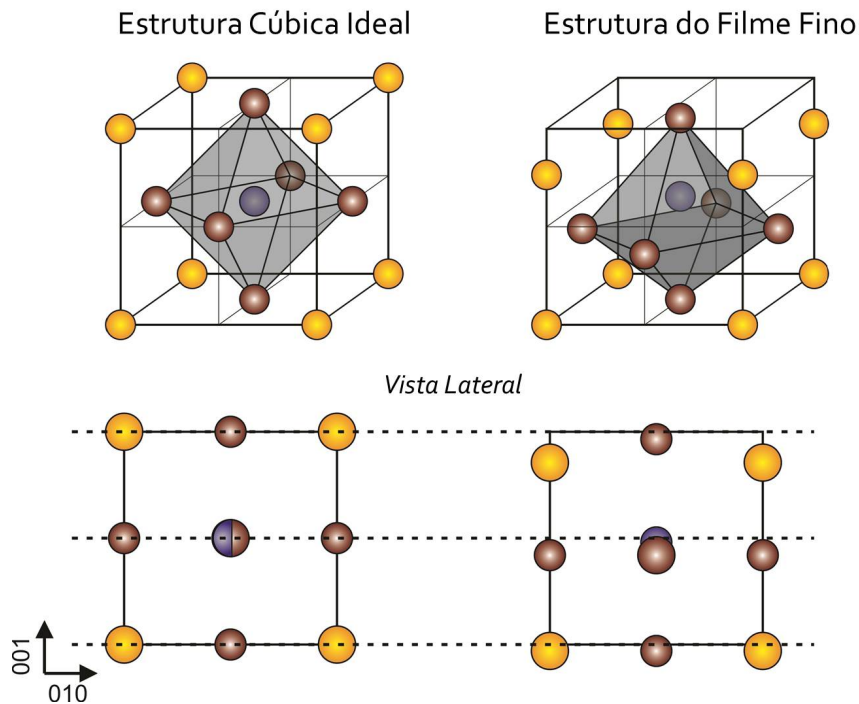 Estrutura Cúbica Ideal
Estrutura do Filme Fino
Vista Lateral
001
010